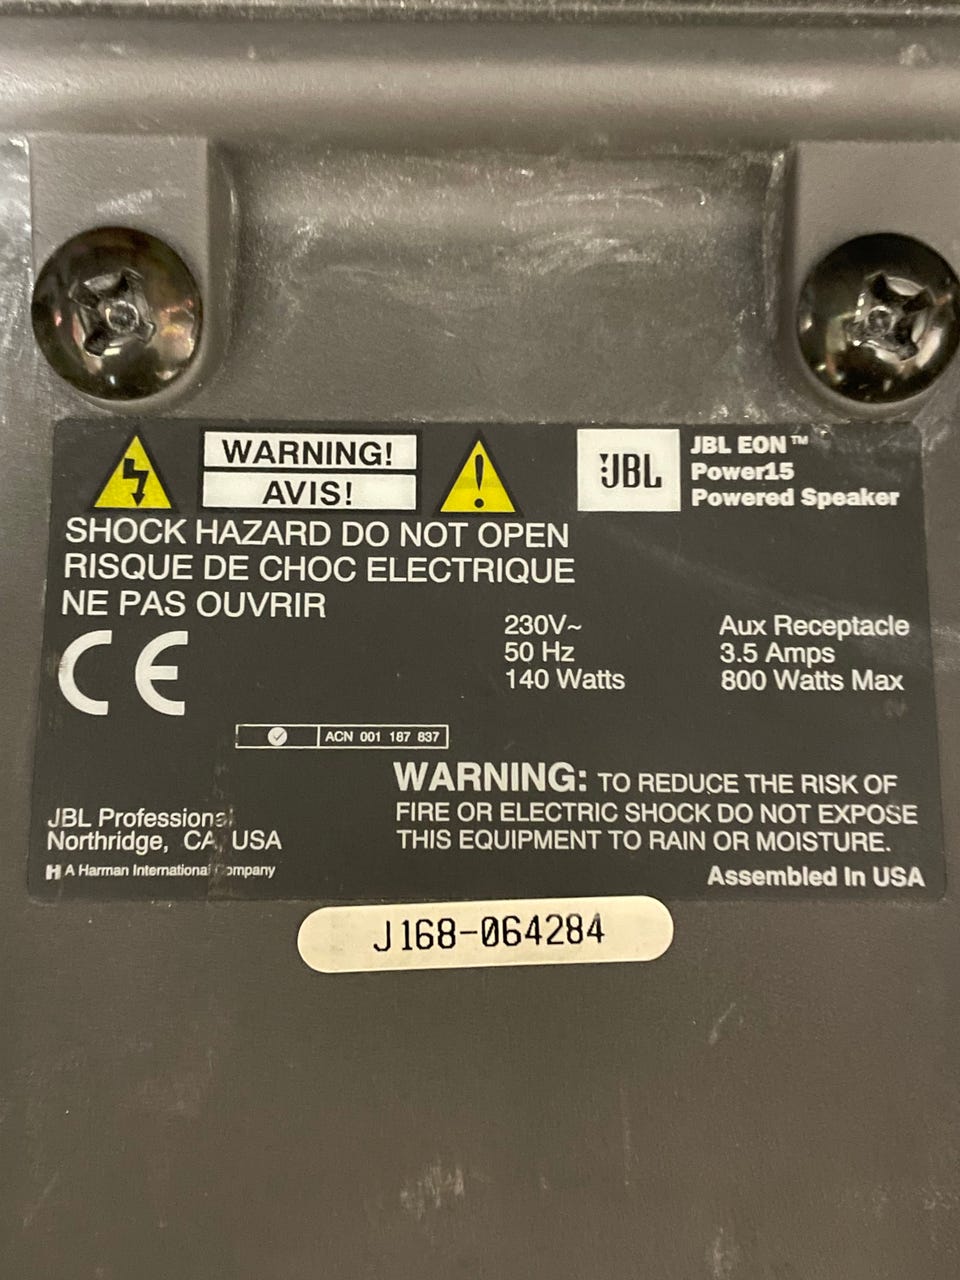 WARNING!
AVIS!
SHOCK HAZARD DO NOT OPEN
RISQUE DE CHOC ELECTRIQUE
NE PAS OUVRIR
JBL
JBL EON™
Power15
Powered Speaker
230V~
50 Hz
140 Watts
Aux Receptacle
3.5 Amps
800 Watts Max
CE
ACN 001 187 837
WARNING: TO REDUCE THE RISK OF
FIRE OR ELECTRIC SHOCK DO NOT EXPOSE
THIS EQUIPMENT TO RAIN OR MOISTURE.
JBL Professional
Northridge, CA, USA
H A Harman International Company
Assembled In USA
J168-064284